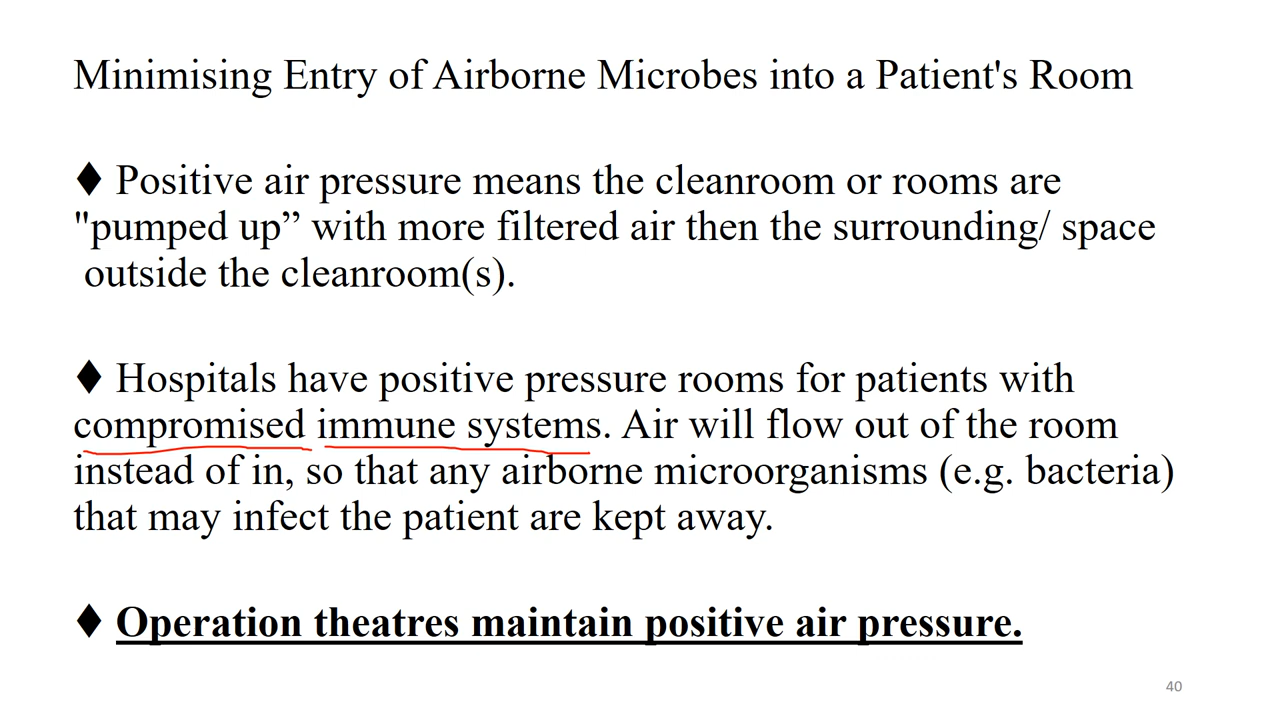 Minimising Entry of Airborne Microbes into a Patient's Room
♦ Positive air pressure means the cleanroom or rooms are
"pumped up” with more filtered air then the surrounding/ space
outside the cleanroom(s).
♦ Hospitals have positive pressure rooms for patients with
compromised immune systems. Air will flow out of the room
instead of in, so that any airborne microorganisms (e.g. bacteria)
that may infect the patient are kept away.
♦ Operation theatres maintain positive air pressure.
40